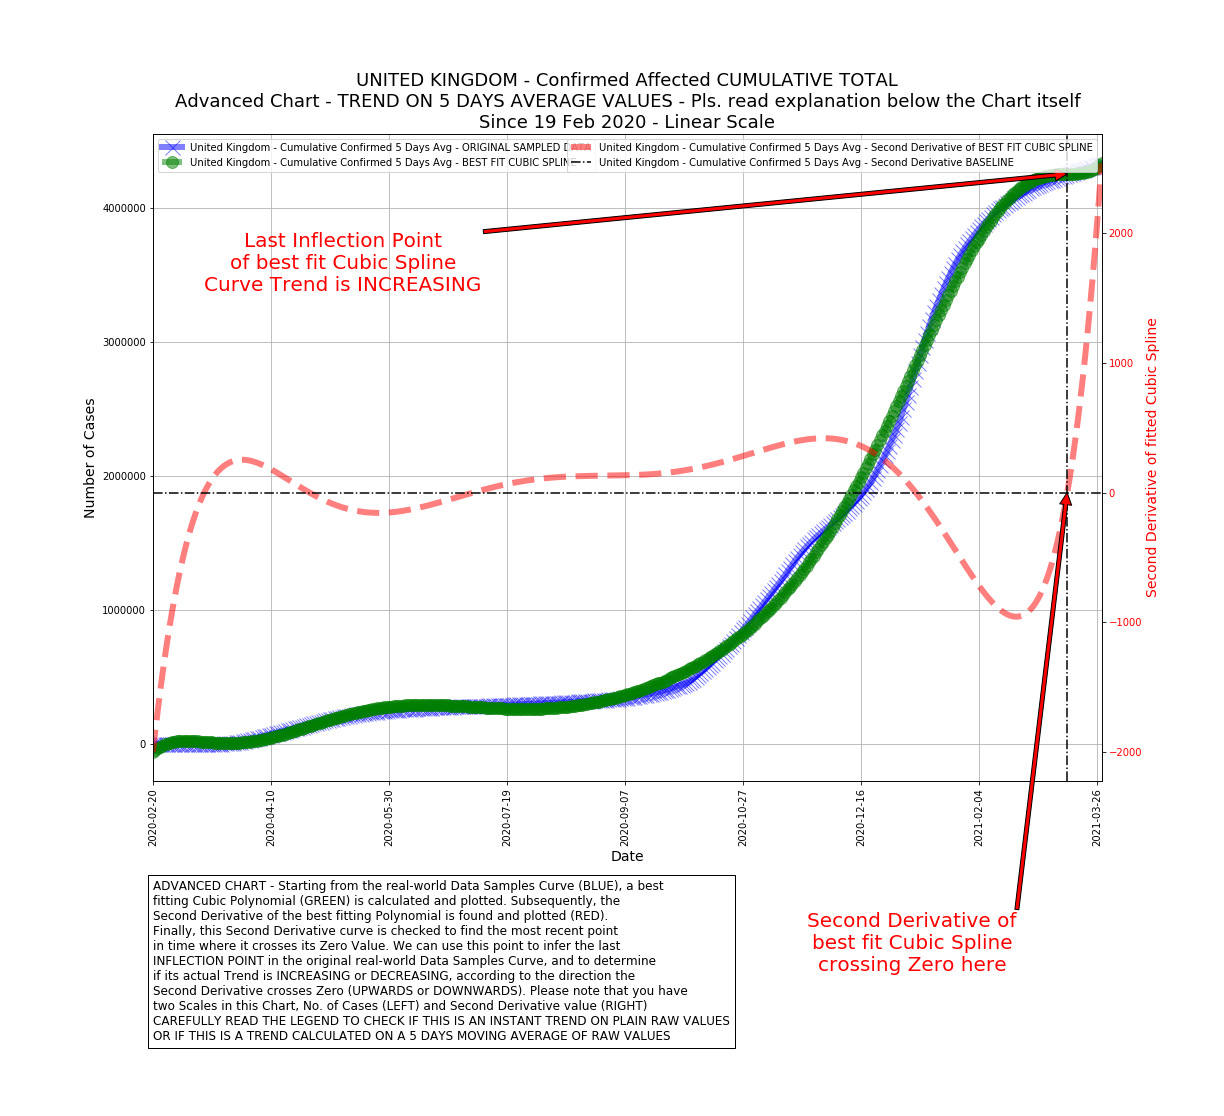 UNITED KINGDOM - Confirmed Affected CUMULATIVE TOTAL
Advanced Chart - TREND ON 5 DAYS AVERAGE VALUES - Pls. read explanation below the Chart itself
Since 19 Feb 2020 - Linear Scale
United Kingdom - Cumulative Confirmed 5 Days Avg - ORIGINAL SAMPLED DATA
United Kingdom - Cumulative Confirmed 5 Days Avg - BEST FIT CUBIC SPLINE
United Kingdom - Cumulative Confirmed 5 Days Avg - Second Derivative of BEST FIT CUBIC SPLINE
United Kingdom - Cumulative Confirmed 5 Days Avg - Second Derivative BASELINE
Last Inflection Point
of best fit Cubic Spline
Curve Trend is INCREASING
Number of Cases
4000000
3000000
2000000
1000000
0
2000
1000
0
−1000
−2000
Second Derivative of fitted Cubic Spline
2020-02-20
2020-04-10
2020-05-30
2020-07-19
2020-09-07
2020-10-27
2020-12-16
2021-02-04
2021-03-26
Date
Second Derivative of
best fit Cubic Spline
crossing Zero here
ADVANCED CHART - Starting from the real-world Data Samples Curve (BLUE), a best
fitting Cubic Polynomial (GREEN) is calculated and plotted. Subsequently, the
Second Derivative of the best fitting Polynomial is found and plotted (RED).
Finally, this Second Derivative curve is checked to find the most recent point
in time where it crosses its Zero Value. We can use this point to infer the last
INFLECTION POINT in the original real-world Data Samples Curve, and to determine
if its actual Trend is INCREASING or DECREASING, according to the direction the
Second Derivative crosses Zero (UPWARDS or DOWNWARDS). Please note that you have
two Scales in this Chart, No. of Cases (LEFT) and Second Derivative value (RIGHT)
CAREFULLY READ THE LEGEND TO CHECK IF THIS IS AN INSTANT TREND ON PLAIN RAW VALUES
OR IF THIS IS A TREND CALCULATED ON A 5 DAYS MOVING AVERAGE OF RAW VALUES